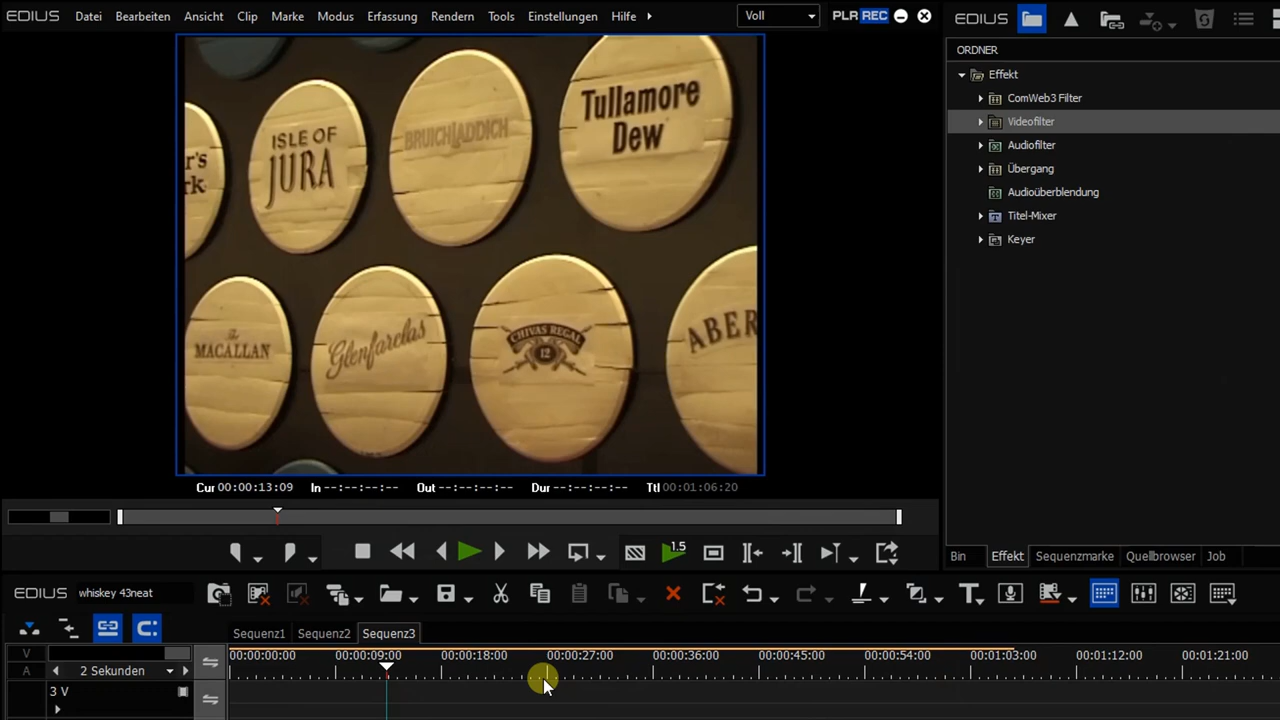 EDIUS Datei Bearbeiten Ansicht Clip Marke Modus Erfassung Rendern Tools Einstellungen Hilfe Voll PLR REC
ISLE OF
JURA
BRUICHLADDICH
Tullamore
Dew
The
MACALLAN
Glenfarclas
CHIVAS REGAL
12
ABER
Cur 00:00:13:09 In --:--:--:-- Out --:--:--:-- Dur --:--:--:-- Ttl 00:01:06:20
1.5
EDIUS
ORDNER
Effekt
ComWeb3 Filter
Videofilter
Audiofilter
Übergang
Audioüberblendung
Titel-Mixer
Keyer
Bin Effekt Sequenzmarke Quellbrowser Job
EDIUS whiskey 43neat
Sequenz1 Sequenz2 Sequenz3
V 00:00:00:00 00:00:09:00 00:00:18:00 00:00:27:00 00:00:36:00 00:00:45:00 00:00:54:00 00:01:03:00 00:01:12:00 00:01:21:00
A 2 Sekunden
3 V